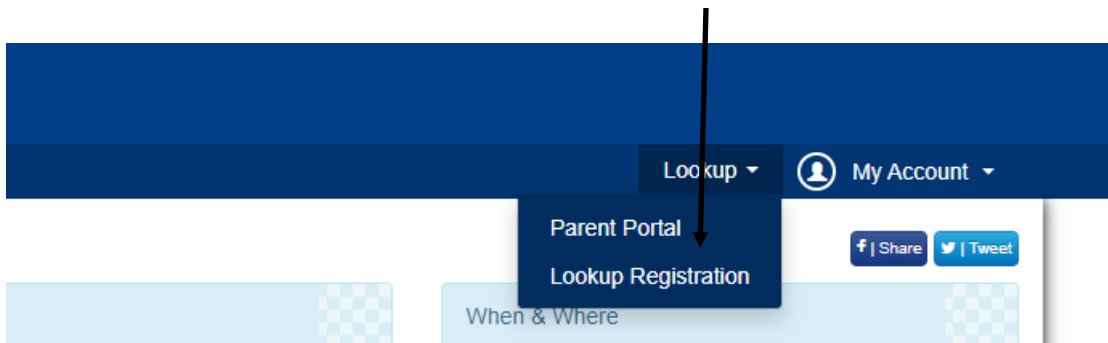 Lookup My Account
Parent Portal
f | Share | Tweet
Lookup Registration
When & Where